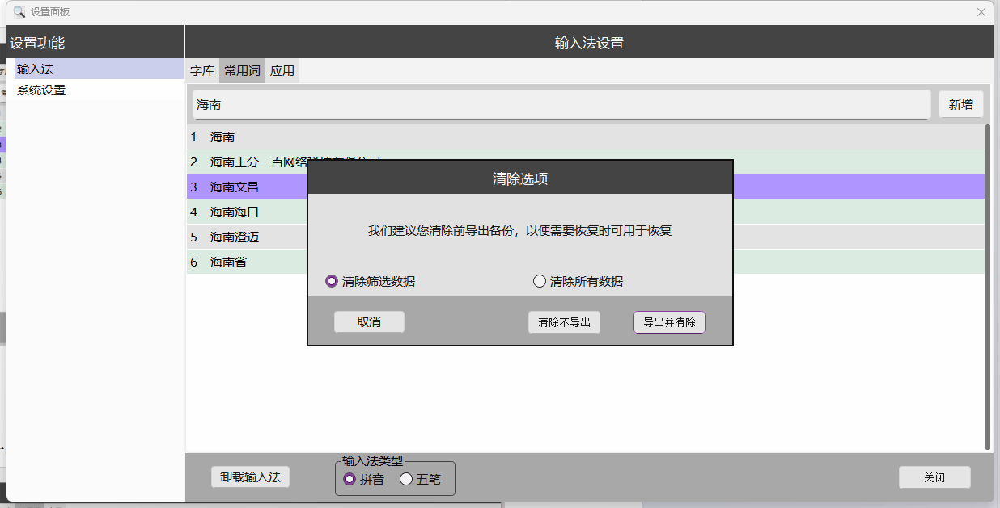 设置面板
设置功能
输入法设置
输入法
系统设置
字库 常用词 应用
海南
新增
1 海南
2 海南工分一百网络科技有限公司
3 海南文昌
4 海南海口
5 海南澄迈
6 海南省
清除选项
我们建议您清除前导出备份，以便需要恢复时可用于恢复
清除筛选数据 清除所有数据
取消 清除不导出 导出并清除
卸载输入法
输入法类型
拼音 五笔
关闭